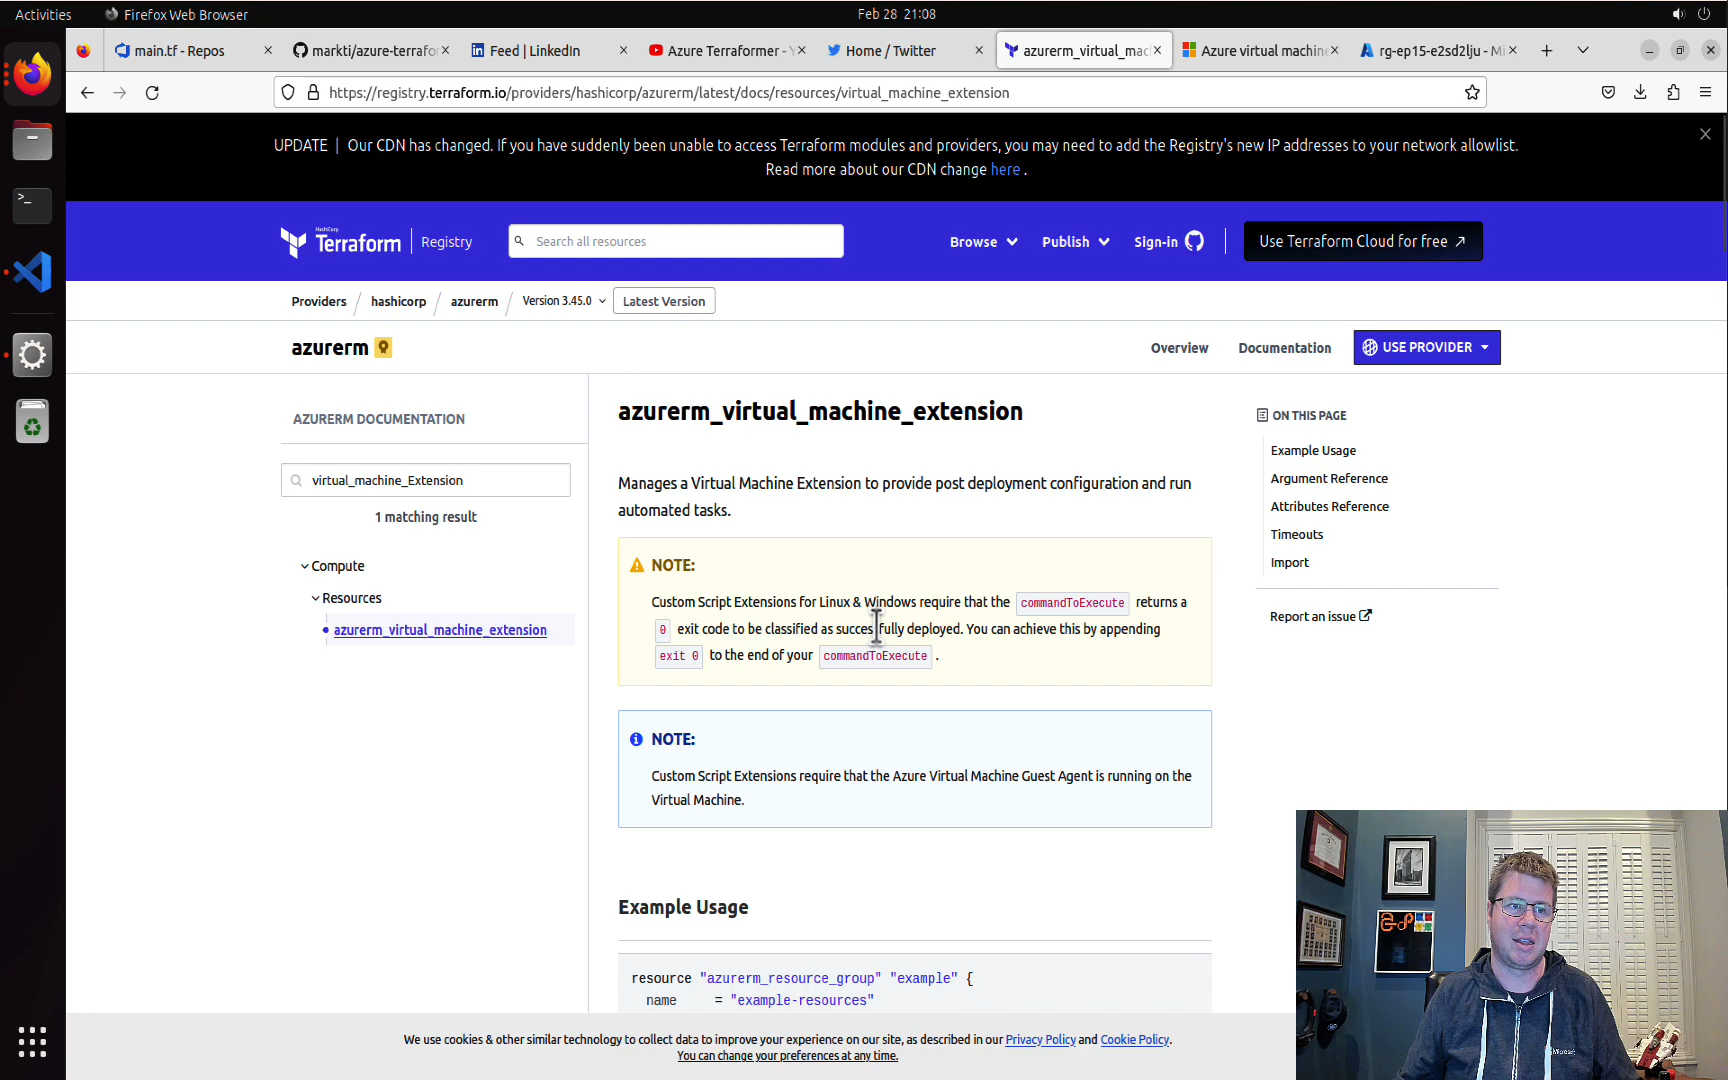 Activities
Firefox Web Browser
Feb 28 21:08
main.tf - Repos
markti/azure-terrafor
Feed | LinkedIn
Azure Terraformer - Y
Home / Twitter
azurerm_virtual_mac
Azure virtual machine
rg-ep15-e2sd2lju - Mi
https://registry.terraform.io/providers/hashicorp/azurerm/latest/docs/resources/virtual_machine_extension
UPDATE | Our CDN has changed. If you have suddenly been unable to access Terraform modules and providers, you may need to add the Registry's new IP addresses to your network allowlist.
Read more about our CDN change here .
HashiCorp
Terraform
Registry
Search all resources
Browse
Publish
Sign-in
Use Terraform Cloud for free
Providers / hashicorp / azurerm / Version 3.45.0
Latest Version
azurerm
Overview
Documentation
USE PROVIDER
AZURERM DOCUMENTATION
virtual_machine_Extension
1 matching result
Compute
Resources
azurerm_virtual_machine_extension
azurerm_virtual_machine_extension
Manages a Virtual Machine Extension to provide post deployment configuration and run
automated tasks.
NOTE:
Custom Script Extensions for Linux & Windows require that the commandToExecute returns a
0 exit code to be classified as successfully deployed. You can achieve this by appending
exit 0 to the end of your commandToExecute .
NOTE:
Custom Script Extensions require that the Azure Virtual Machine Guest Agent is running on the
Virtual Machine.
Example Usage
resource "azurerm_resource_group" "example" {
name = "example-resources"
ON THIS PAGE
Example Usage
Argument Reference
Attributes Reference
Timeouts
Import
Report an issue
We use cookies & other similar technology to collect data to improve your experience on our site, as described in our Privacy Policy and Cookie Policy.
You can change your preferences at any time.
Microsoft